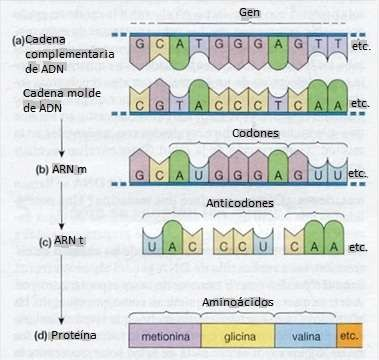 Gen
(a) Cadena
complementaria
de ADN
G C A T G G G A G T T etc.
Cadena molde
de ADN
C G T A C C C T C A A etc.
Codones
(b) ARN m
G C A U G G G A G U U etc.
Anticodones
(c) ARN t
U A C C C U C A A etc.
Aminoácidos
(d) Proteína
metionina glicina valina etc.